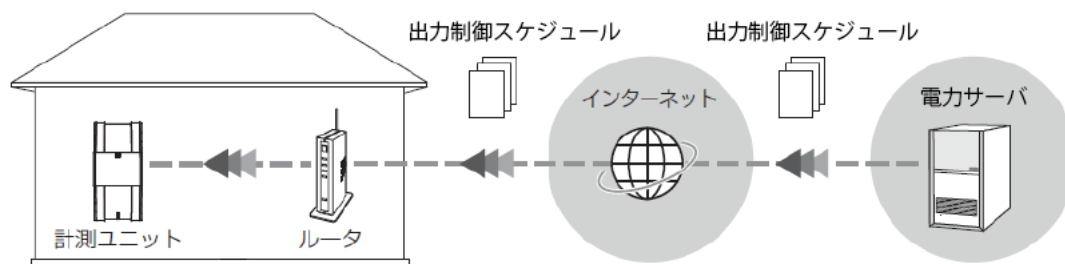 出力制御スケジュール
出力制御スケジュール
インターネット
電力サーバ
計測ユニット
ルータ